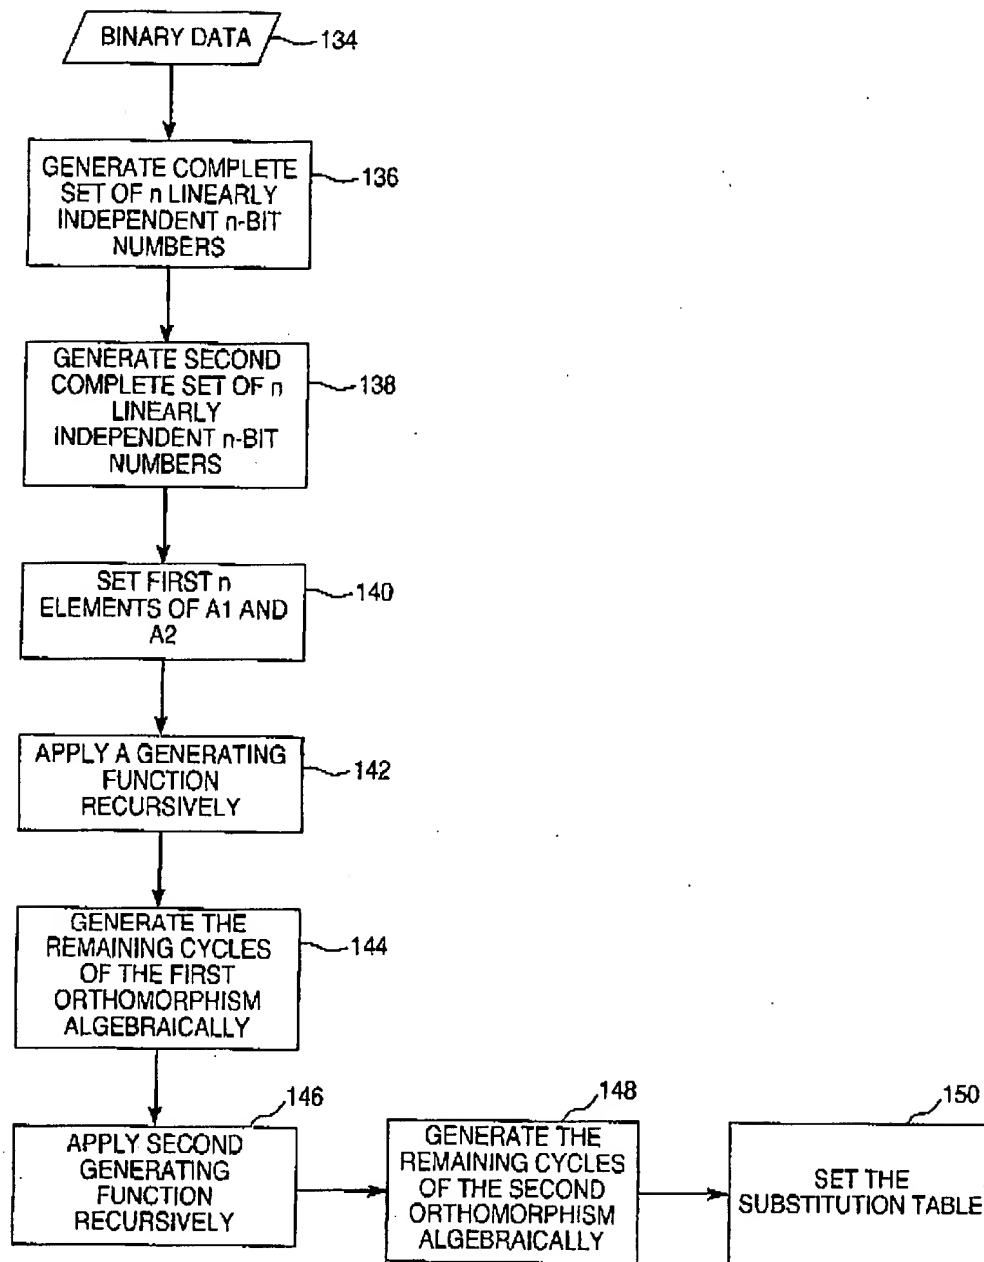 BINARY DATA
134
GENERATE COMPLETE
SET OF n LINEARLY
INDEPENDENT n-BIT
NUMBERS
136
GENERATE SECOND
COMPLETE SET OF n
LINEARLY
INDEPENDENT n-BIT
NUMBERS
138
SET FIRST n
ELEMENTS OF A1 AND
A2
140
APPLY A GENERATING
FUNCTION
RECURSIVELY
142
GENERATE THE
REMAINING CYCLES
OF THE FIRST
ORTHOMORPHISM
ALGEBRAICALLY
144
APPLY SECOND
GENERATING
FUNCTION
RECURSIVELY
146
GENERATE THE
REMAINING CYCLES
OF THE SECOND
ORTHOMORPHISM
ALGEBRAICALLY
148
SET THE
SUBSTITUTION TABLE
150